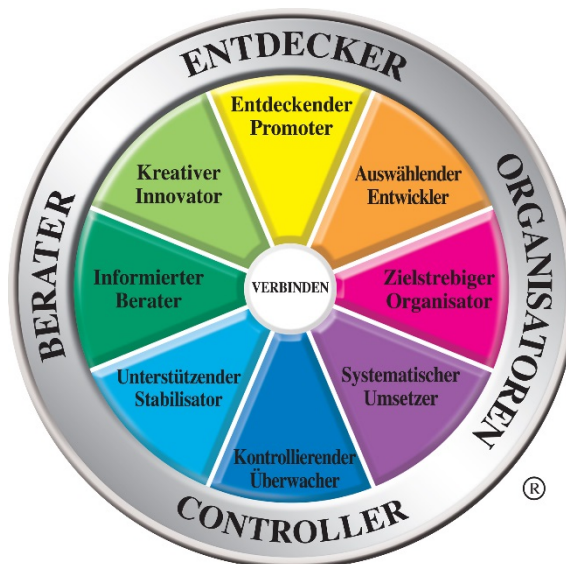 ENTDECKER
Entdeckender
Promoter
Kreativer
Innovator
Auswählender
Entwickler
BERATER
ORGANISATOREN
Informierter
Berater
VERBINDEN
Zielstrebiger
Organisator
Unterstützender
Stabilisator
Systematischer
Umsetzer
Kontrollierender
Überwacher
CONTROLLER
®